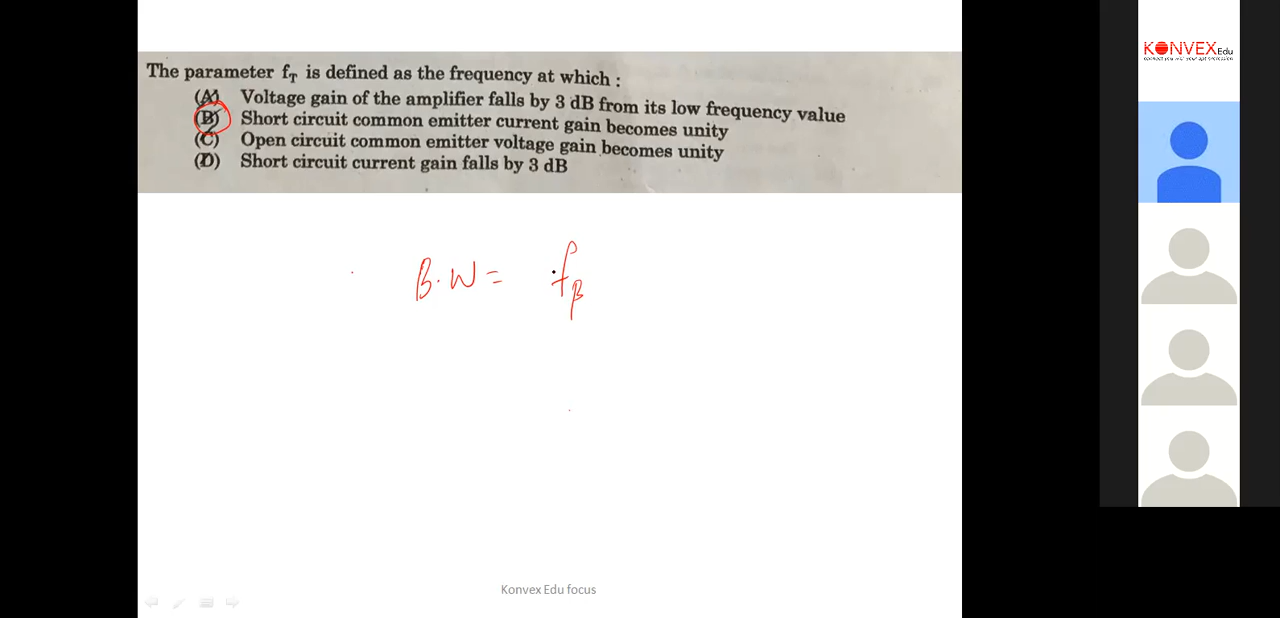 The parameter fT is defined as the frequency at which :
(A) Voltage gain of the amplifier falls by 3 dB from its low frequency value
(B) Short circuit common emitter current gain becomes unity
(C) Open circuit common emitter voltage gain becomes unity
(D) Short circuit current gain falls by 3 dB
B.W = fβ
Konvex Edu focus
KONVEX Edu